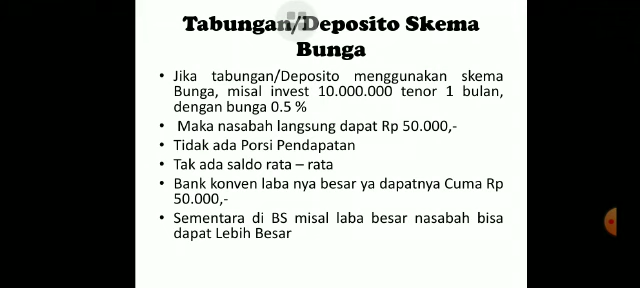 Tabungan/Deposito Skema
Bunga
• Jika tabungan/Deposito menggunakan skema
Bunga, misal invest 10.000.000 tenor 1 bulan,
dengan bunga 0.5 %
• Maka nasabah langsung dapat Rp 50.000,-
• Tidak ada Porsi Pendapatan
• Tak ada saldo rata – rata
• Bank konven laba nya besar ya dapatnya Cuma Rp
50.000,-
• Sementara di BS misal laba besar nasabah bisa
dapat Lebih Besar